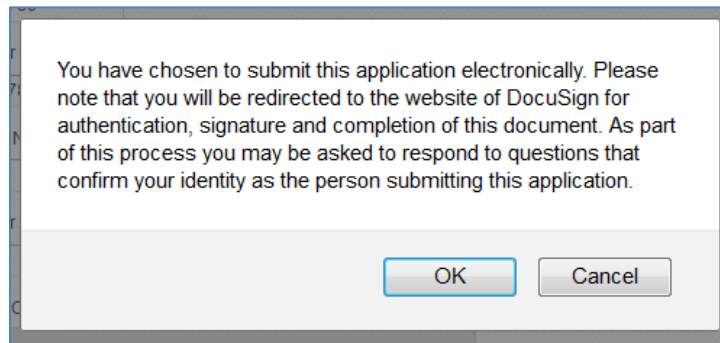 You have chosen to submit this application electronically. Please
note that you will be redirected to the website of DocuSign for
authentication, signature and completion of this document. As part
of this process you may be asked to respond to questions that
confirm your identity as the person submitting this application.
OK
Cancel